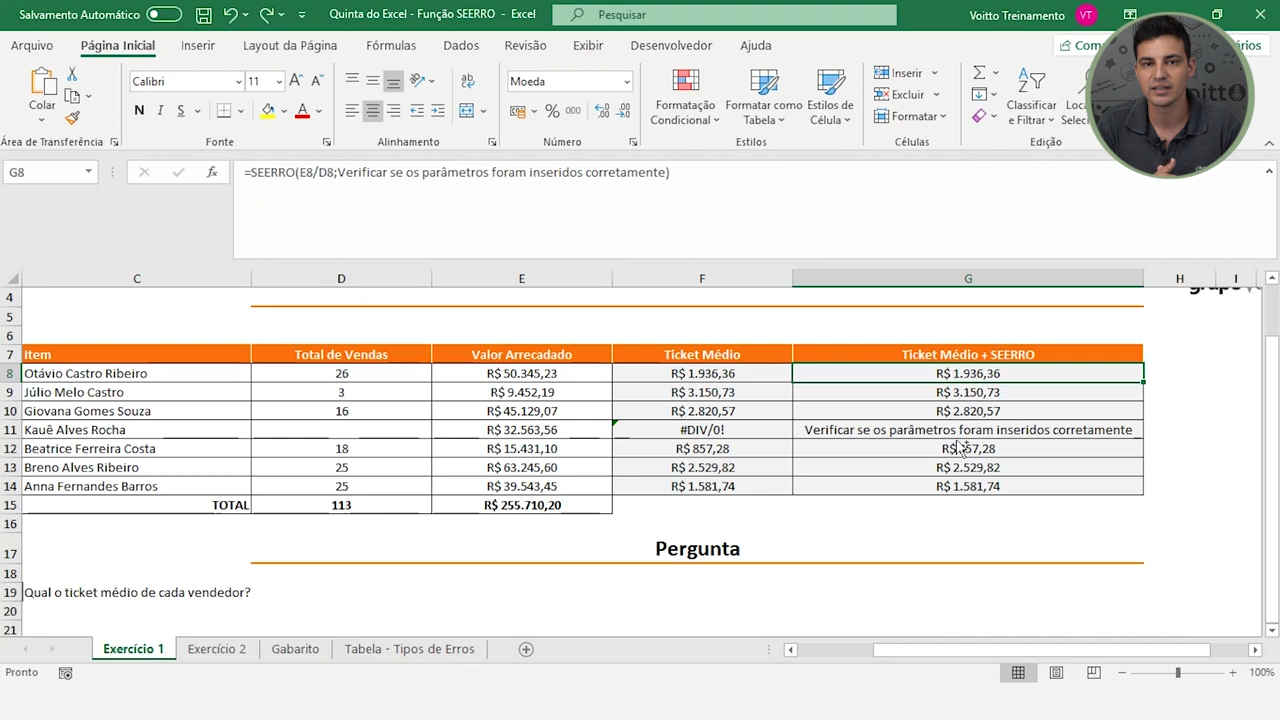 Salvamento Automático
Quinta do Excel - Função SEERRO - Excel
Pesquisar
Voitto Treinamento
VT
Arquivo
Página Inicial
Inserir
Layout da Página
Fórmulas
Dados
Revisão
Exibir
Desenvolvedor
Ajuda
Colar
Área de Transferência
Calibri
11
N I S
A A
Fonte
ab
Alinhamento
Moeda
% 000
Número
Formatação Condicional
Formatar como Tabela
Estilos de Célula
Estilos
Inserir
Excluir
Formatar
Células
Classificar e Filtrar
Edição
G8
fx
=SEERRO(E8/D8;Verificar se os parâmetros foram inseridos corretamente)
C D E F G H I
4
5
6
7 Item Total de Vendas Valor Arrecadado Ticket Médio Ticket Médio + SEERRO
8 Otávio Castro Ribeiro 26 R$ 50.345,23 R$ 1.936,36 R$ 1.936,36
9 Júlio Melo Castro 3 R$ 9.452,19 R$ 3.150,73 R$ 3.150,73
10 Giovana Gomes Souza 16 R$ 45.129,07 R$ 2.820,57 R$ 2.820,57
11 Kauê Alves Rocha R$ 32.563,56 #DIV/0! Verificar se os parâmetros foram inseridos corretamente
12 Beatrice Ferreira Costa 18 R$ 15.431,10 R$ 857,28 R$ 857,28
13 Breno Alves Ribeiro 25 R$ 63.245,60 R$ 2.529,82 R$ 2.529,82
14 Anna Fernandes Barros 25 R$ 39.543,45 R$ 1.581,74 R$ 1.581,74
15 TOTAL 113 R$ 255.710,20
16
17 Pergunta
18
19 Qual o ticket médio de cada vendedor?
20
21
Exercício 1
Exercício 2
Gabarito
Tabela - Tipos de Erros
Pronto
100%